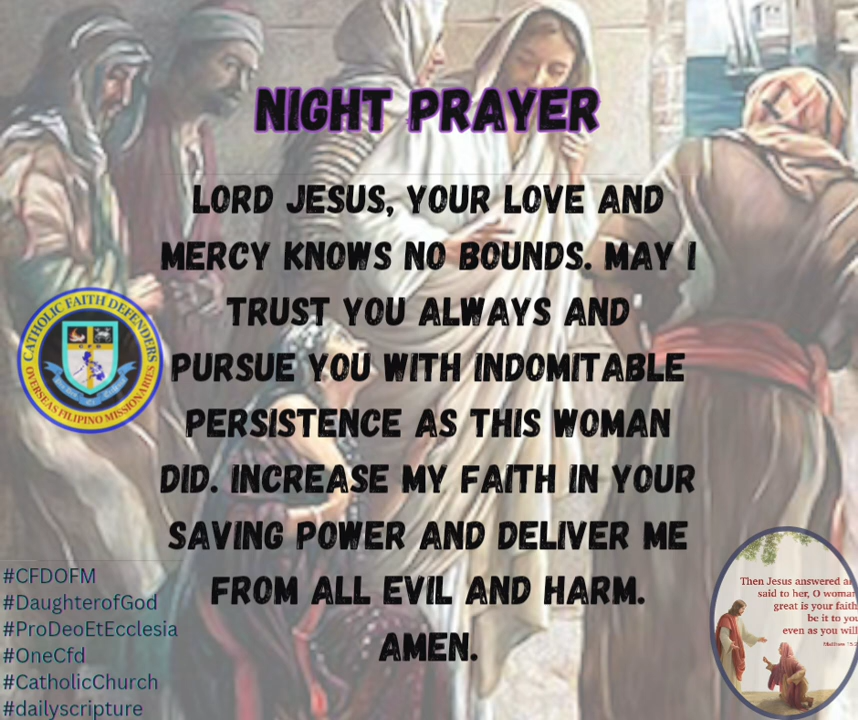 NIGHT PRAYER
LORD JESUS, YOUR LOVE AND
MERCY KNOWS NO BOUNDS. MAY I
TRUST YOU ALWAYS AND
PURSUE YOU WITH INDOMITABLE
PERSISTENCE AS THIS WOMAN
DID. INCREASE MY FAITH IN YOUR
SAVING POWER AND DELIVER ME
FROM ALL EVIL AND HARM.
AMEN.
CATHOLIC FAITH DEFENDERS
OVERSEAS FILIPINO MISSIONARIES
#CFDOFM
#DaughterofGod
#ProDeoEtEcclesia
#OneCfd
#CatholicChurch
#dailyscripture
Then Jesus answered
said to her, O woman
great is your faith
be it to you
even as you will
Matthew